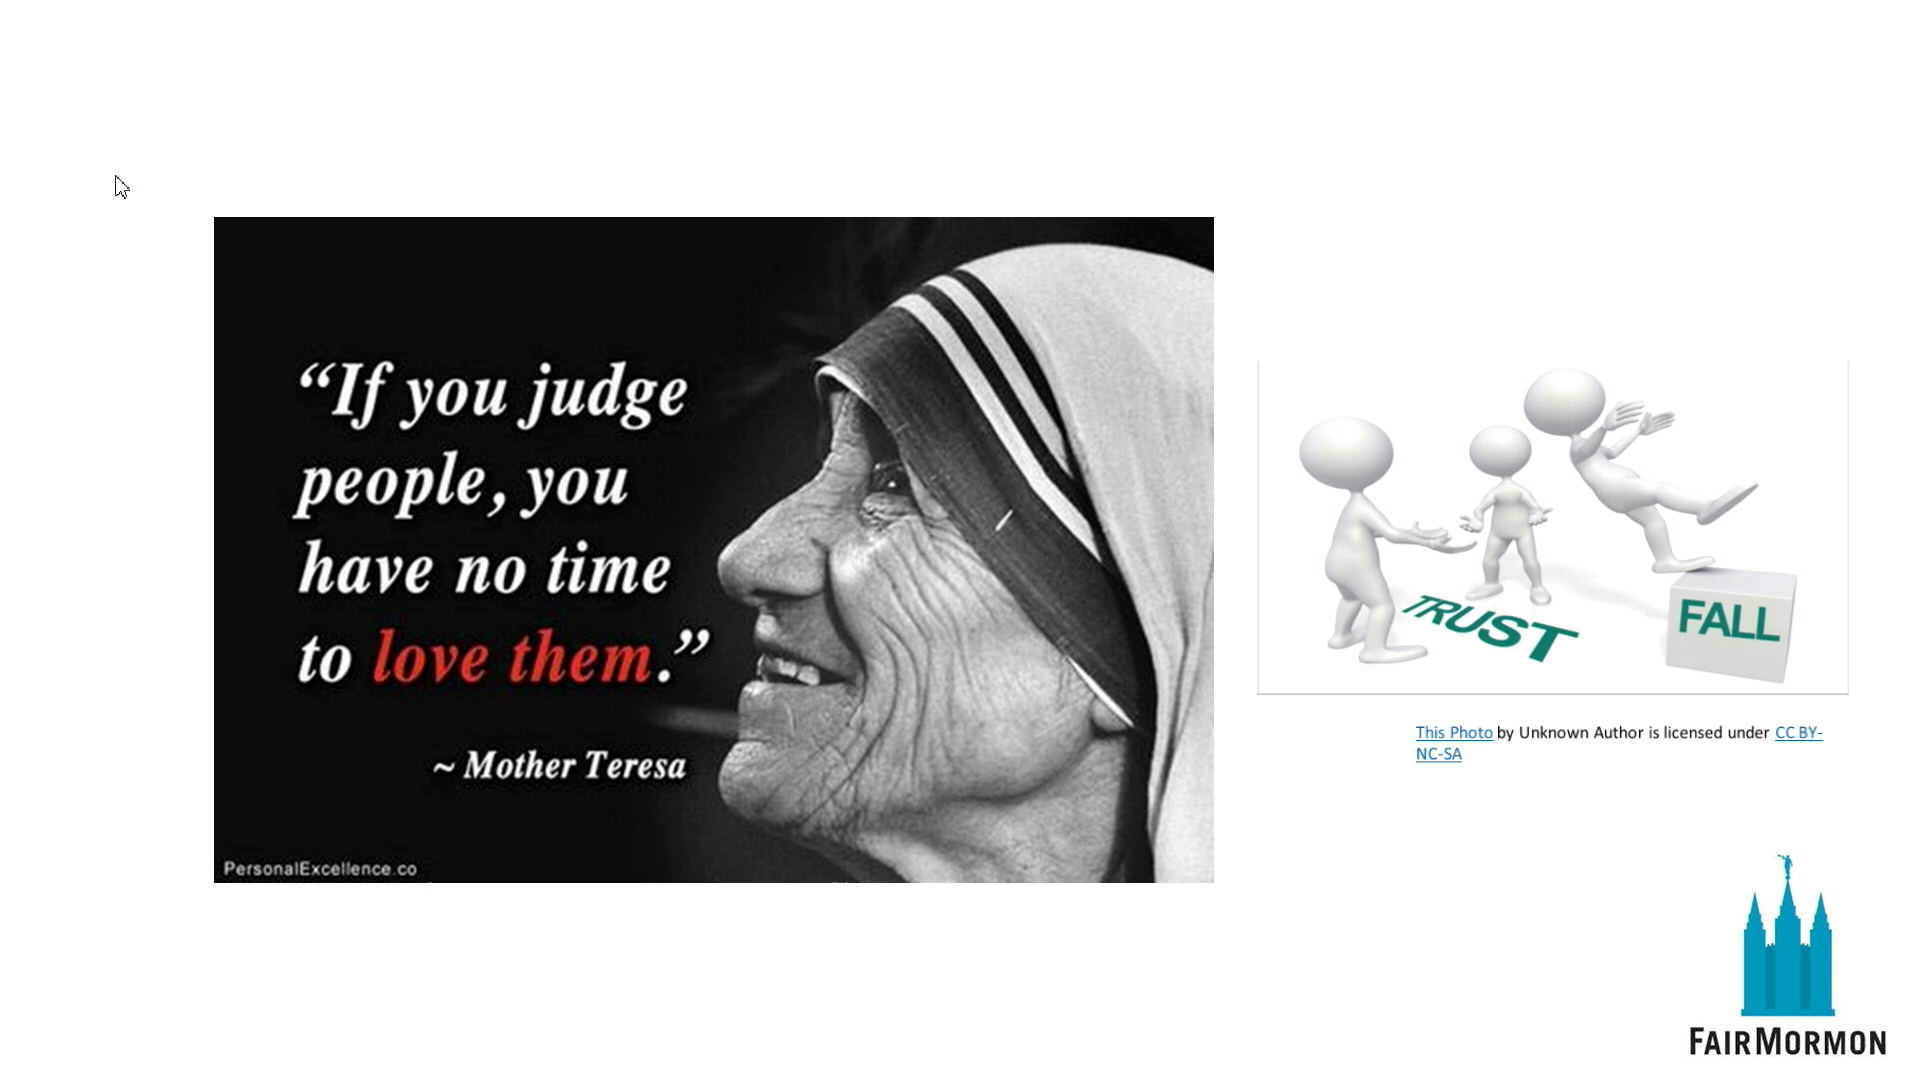 “If you judge
people, you
have no time
to love them.”
~ Mother Teresa
PersonalExcellence.co
TRUST
FALL
This Photo by Unknown Author is licensed under CC BY-
NC-SA
FAIRMORMON